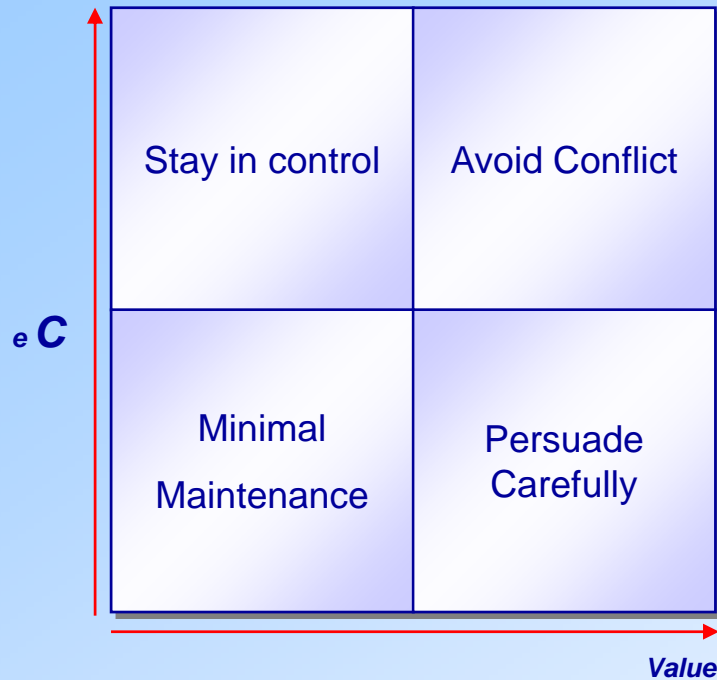 Stay in control
Avoid Conflict
e C
Minimal
Maintenance
Persuade
Carefully
Value